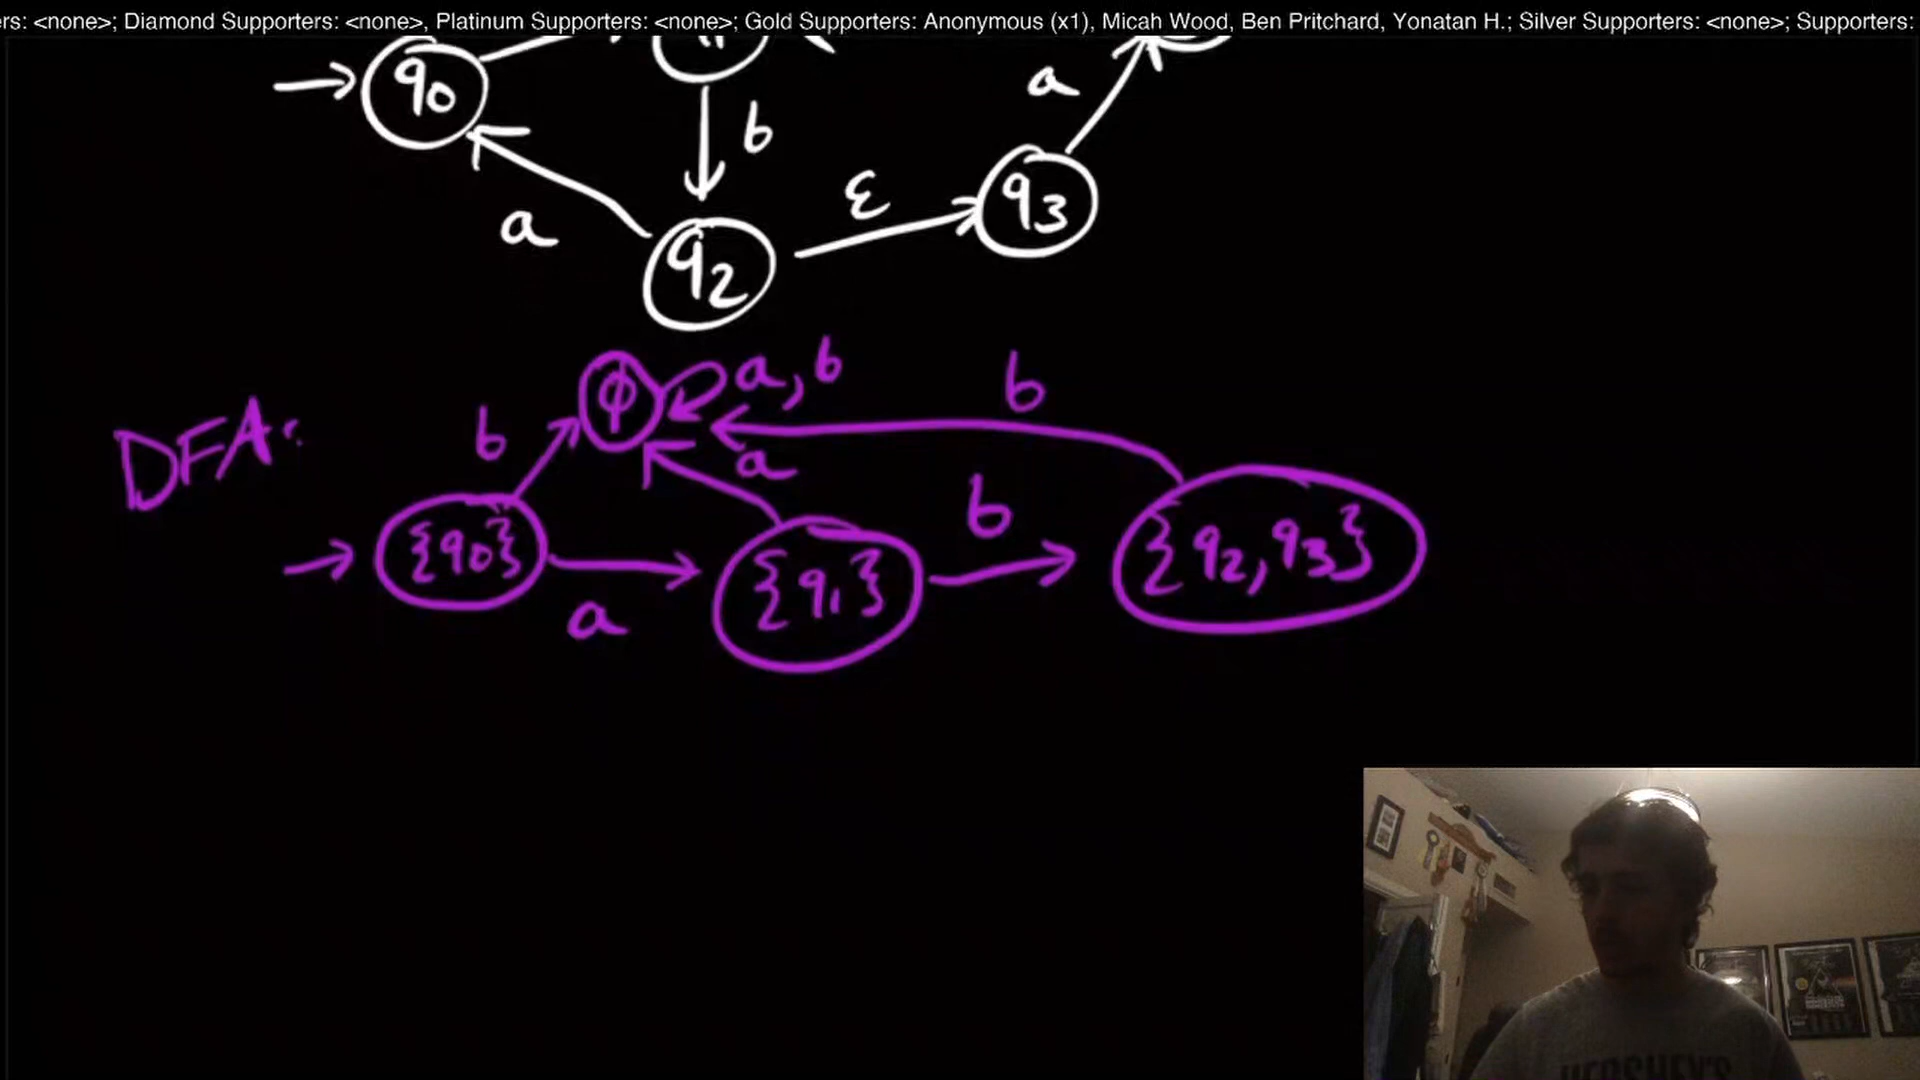 rs: <none>; Diamond Supporters: <none>, Platinum Supporters: <none>; Gold Supporters: Anonymous (x1), Micah Wood, Ben Pritchard, Yonatan H.; Silver Supporters: <none>; Supporters:
q0
b
a
a
ε
q3
q2
DFA:
b
φ
a,b
b
a
{q0}
a
{q1}
b
{q2,q3}
HERSHEY'S